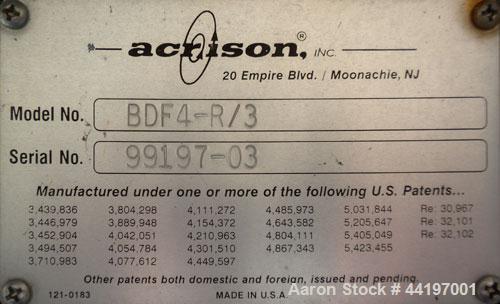 acrison,® INC.
20 Empire Blvd. / Moonachie, NJ
Model No. BDF4-R/3
Serial No. 99197-03
Manufactured under one or more of the following U.S. Patents...
3,439,836 3,804,298 4,111,272 4,485,973 5,031,844 Re: 30,967
3,446,979 3,889,948 4,154,372 4,643,582 5,205,647 Re: 32,101
3,452,904 4,042,051 4,210,963 4,804,111 5,405,049 Re: 32,102
3,494,507 4,054,784 4,301,510 4,867,343 5,423,455
3,710,983 4,077,612 4,449,597
Other patents both domestic and foreign, issued and pending.
121-0183 MADE IN U.S.A.
Aaron Stock # 44197001